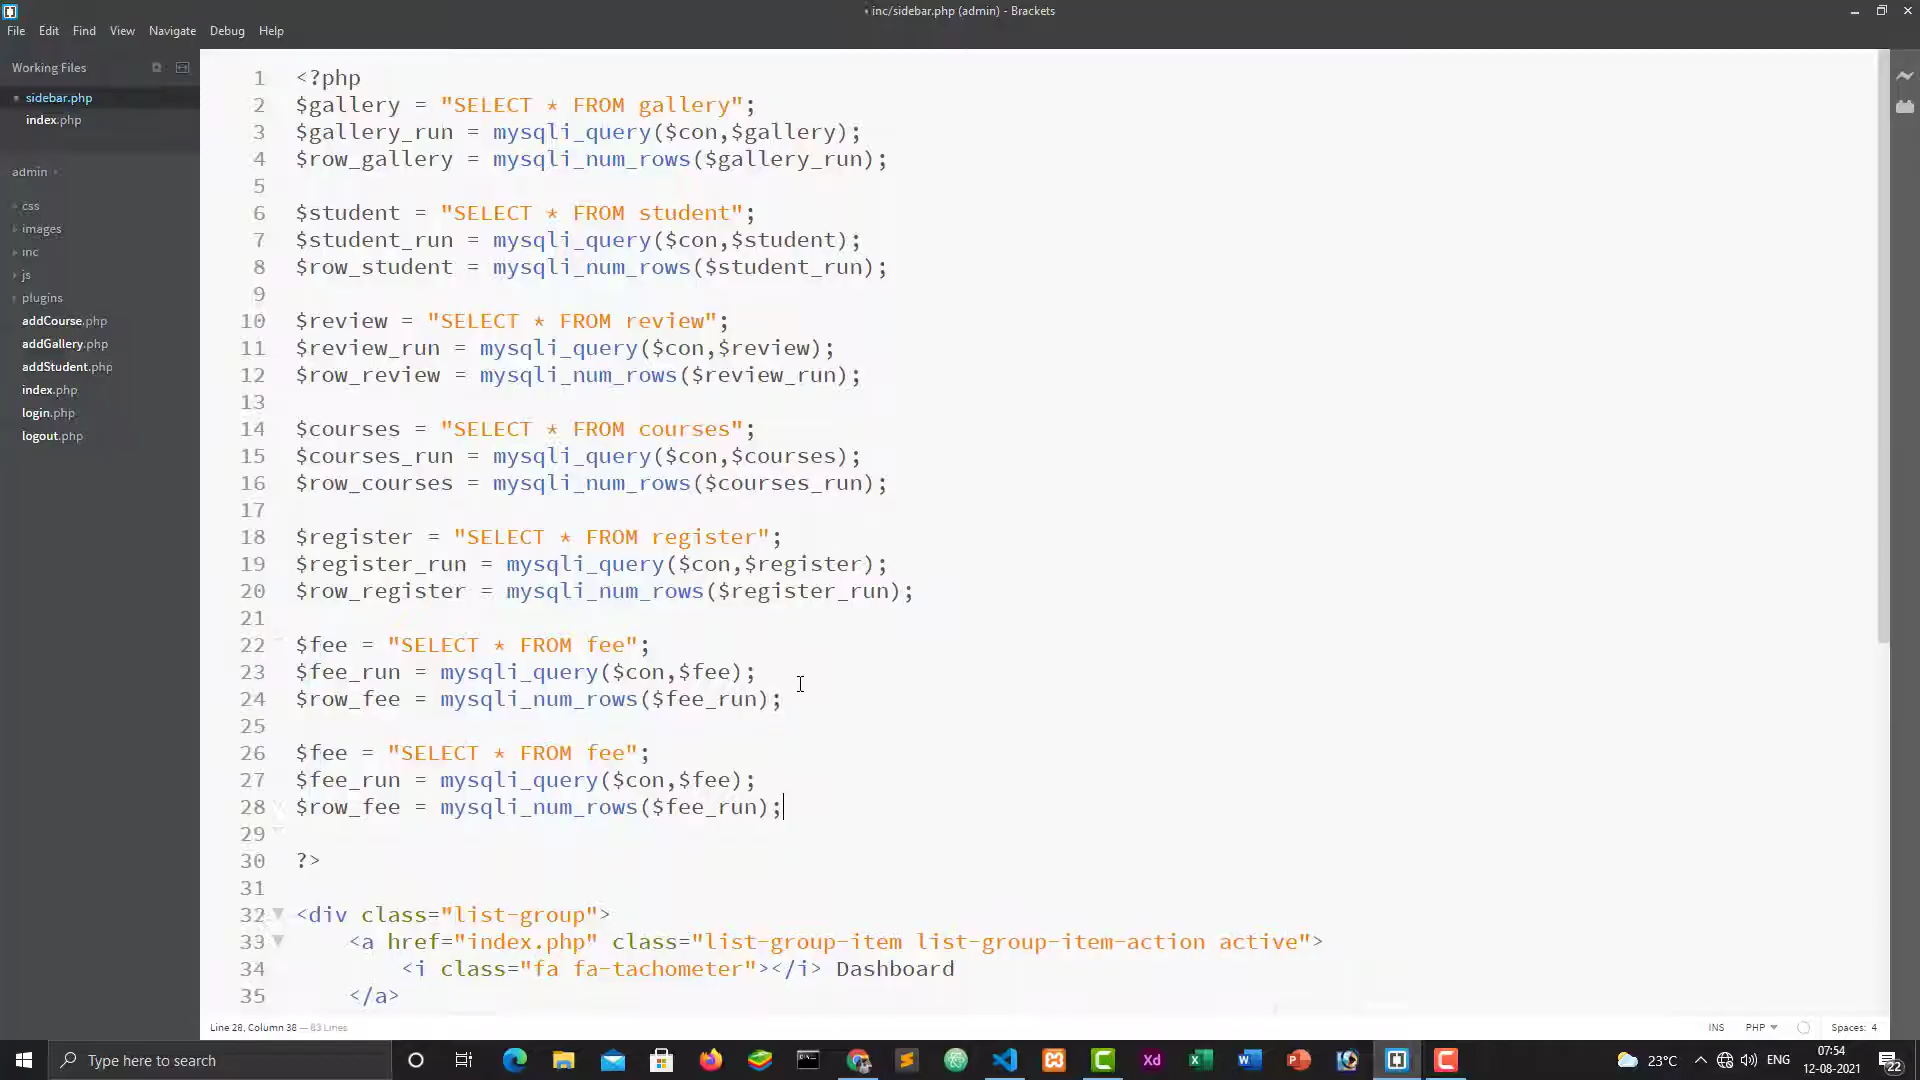 inc/sidebar.php (admin) - Brackets
File Edit Find View Navigate Debug Help
Working Files
sidebar.php
index.php
admin
css
images
inc
js
plugins
addCourse.php
addGallery.php
addStudent.php
index.php
login.php
logout.php
1 <?php
2 $gallery = "SELECT * FROM gallery";
3 $gallery_run = mysqli_query($con,$gallery);
4 $row_gallery = mysqli_num_rows($gallery_run);
5
6 $student = "SELECT * FROM student";
7 $student_run = mysqli_query($con,$student);
8 $row_student = mysqli_num_rows($student_run);
9
10 $review = "SELECT * FROM review";
11 $review_run = mysqli_query($con,$review);
12 $row_review = mysqli_num_rows($review_run);
13
14 $courses = "SELECT * FROM courses";
15 $courses_run = mysqli_query($con,$courses);
16 $row_courses = mysqli_num_rows($courses_run);
17
18 $register = "SELECT * FROM register";
19 $register_run = mysqli_query($con,$register);
20 $row_register = mysqli_num_rows($register_run);
21
22 $fee = "SELECT * FROM fee";
23 $fee_run = mysqli_query($con,$fee);
24 $row_fee = mysqli_num_rows($fee_run);
25
26 $fee = "SELECT * FROM fee";
27 $fee_run = mysqli_query($con,$fee);
28 $row_fee = mysqli_num_rows($fee_run);
29
30 ?>
31
32 <div class="list-group">
33 <a href="index.php" class="list-group-item list-group-item-action active">
34 <i class="fa fa-tachometer"></i> Dashboard
35 </a>
Line 28, Column 38 — 83 Lines
INS PHP Spaces: 4
Type here to search
Xd
23°C
ENG
07:54
12-08-2021
22